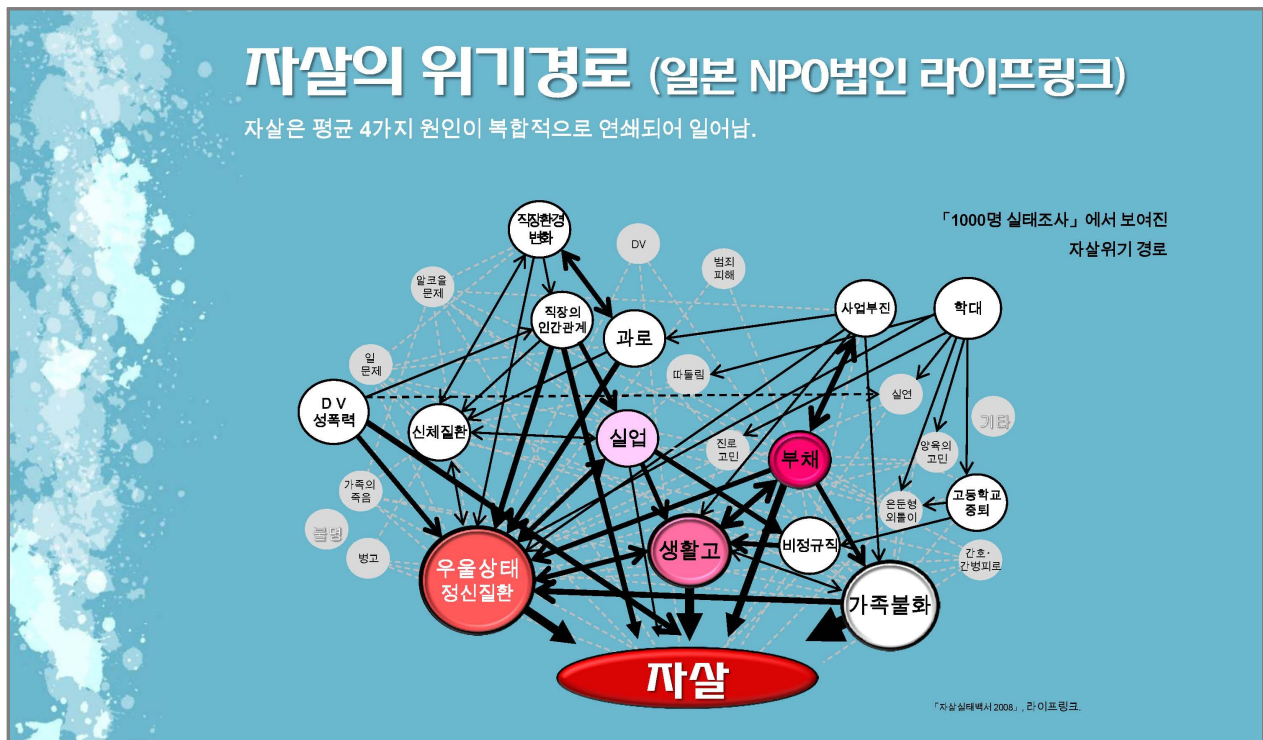 자살의 위기경로 (일본 NPO법인 라이프링크)
자살은 평균 4가지 원인이 복합적으로 연쇄되어 일어남.
「1000명 실태조사」에서 보여진
자살위기 경로
직장환경
변화
DV
범죄
피해
알코올
문제
직장의
인간관계
과로
사업부진
학대
일
문제
따돌림
실연
DV
성폭력
신체질환
실업
진로
고민
부채
양육의
고민
기타
가족의
죽음
은둔형
외톨이
고등학교
중퇴
불명
병고
우울상태
정신질환
생활고
비정규직
간호·
간병피로
가족불화
자살
「자살실태백서 2008」, 라이프링크.